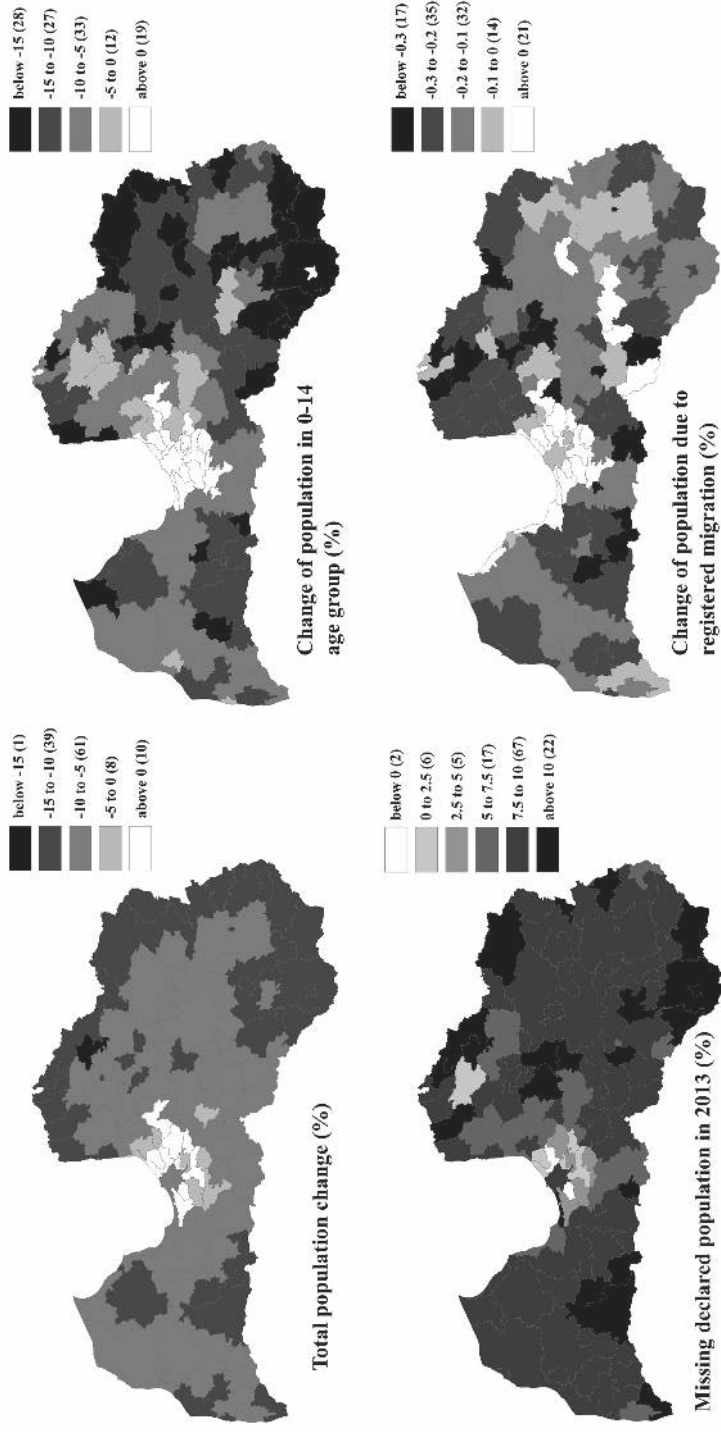 below -15 (1)
-15 to -10 (39)
-10 to -5 (61)
-5 to 0 (8)
above 0 (10)
Total population change (%)
below -15 (28)
-15 to -10 (27)
-10 to -5 (33)
-5 to 0 (12)
above 0 (19)
Change of population in 0-14
age group (%)
below 0 (2)
0 to 2.5 (6)
2.5 to 5 (5)
5 to 7.5 (17)
7.5 to 10 (67)
above 10 (22)
Missing declared population in 2013 (%)
below -0.3 (17)
-0.3 to -0.2 (35)
-0.2 to -0.1 (32)
-0.1 to 0 (14)
above 0 (21)
Change of population due to
registered migration (%)